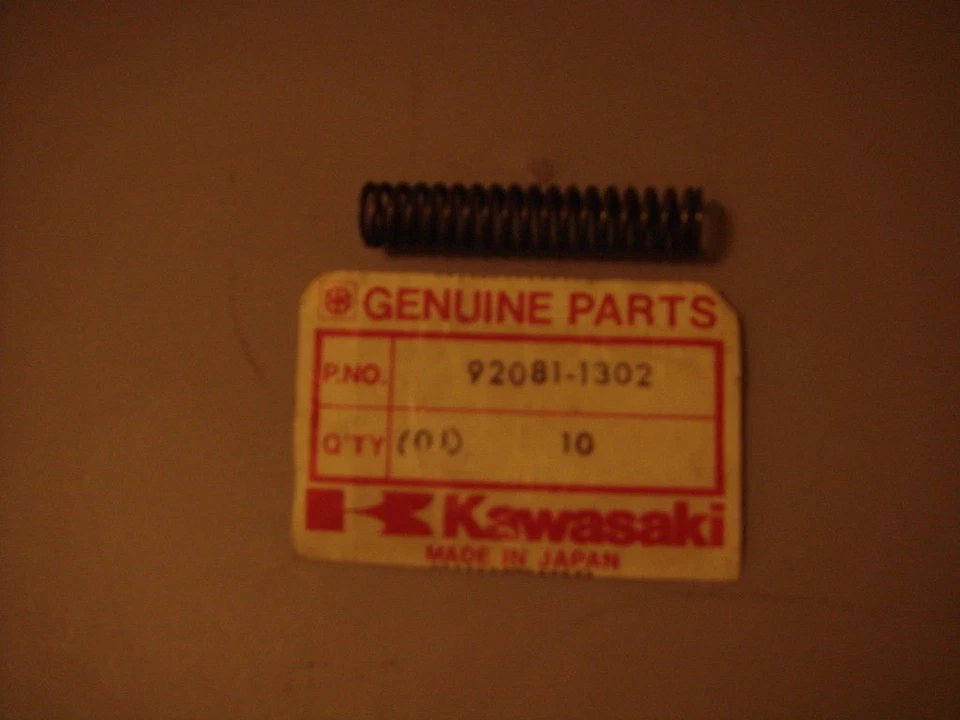 GENUINE PARTS
P.NO. 92081-1302
Q'TY (01) 10
Kawasaki
MADE IN JAPAN